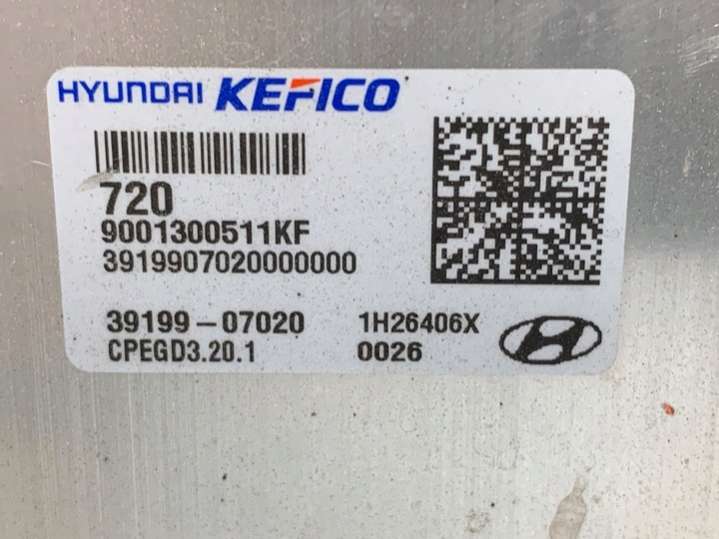 HYUNDAI KEFICO
720
9001300511KF
3919907020000000
39199-07020 1H26406X
CPEGD3.20.1 0026